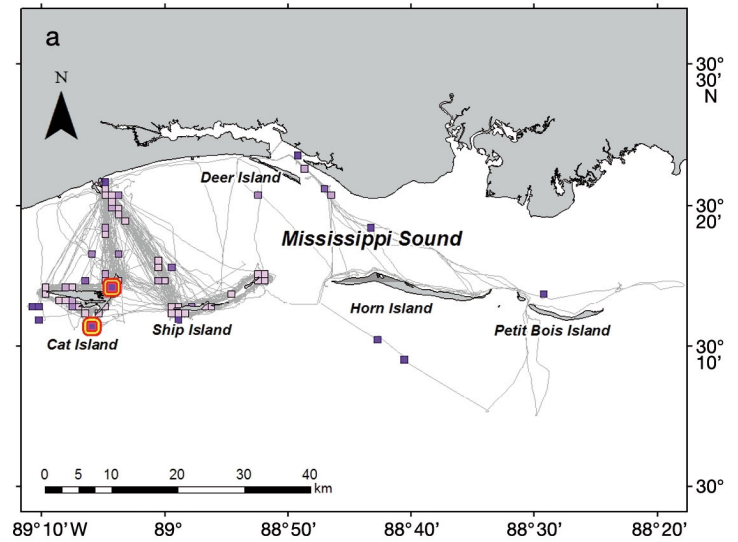 a
N
30°
30'
N
Deer Island
20'
Mississippi Sound
Horn Island
Ship Island
Petit Bois Island
Cat Island
30°
10'
0 5 10 20 30 40
km
30°
89°10'W 89° 88°50' 88°40' 88°30' 88°20'